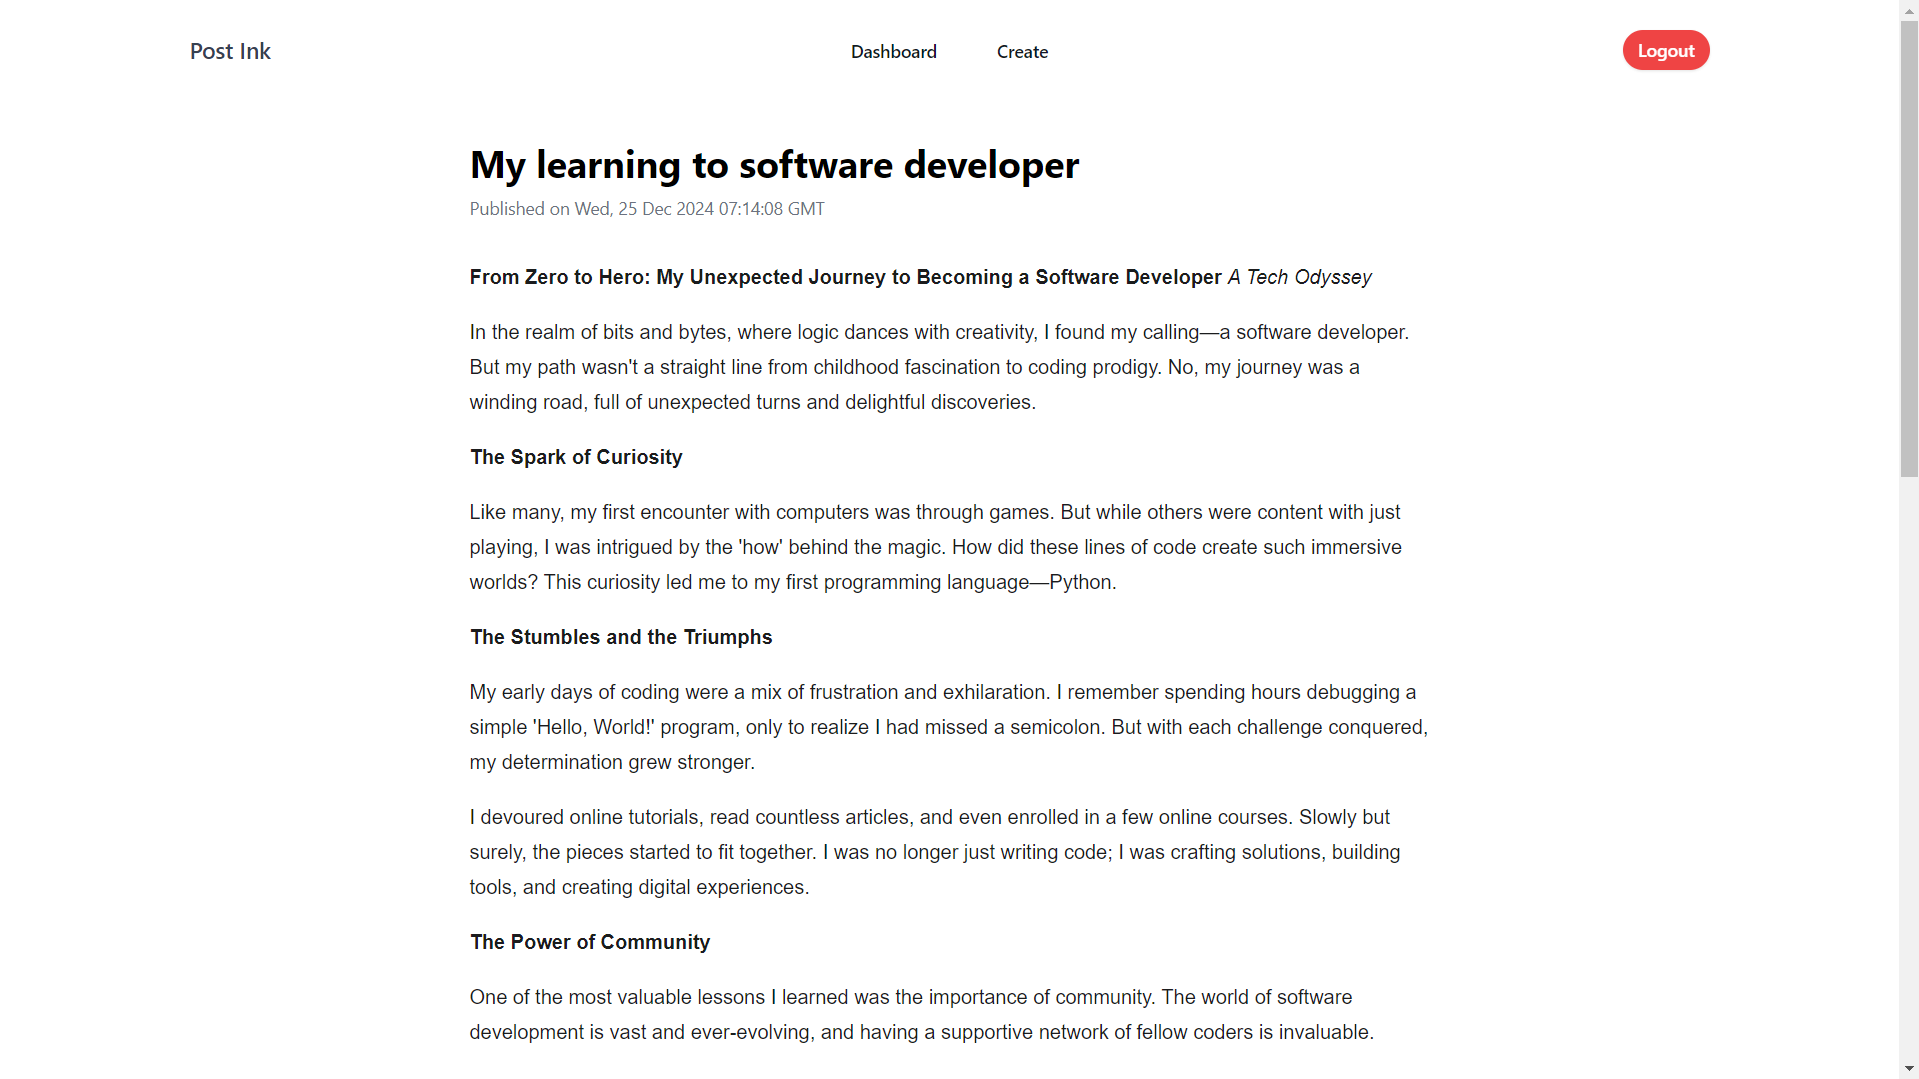 Post Ink
Dashboard
Create
Logout
My learning to software developer
Published on Wed, 25 Dec 2024 07:14:08 GMT
From Zero to Hero: My Unexpected Journey to Becoming a Software Developer A Tech Odyssey
In the realm of bits and bytes, where logic dances with creativity, I found my calling—a software developer.
But my path wasn't a straight line from childhood fascination to coding prodigy. No, my journey was a
winding road, full of unexpected turns and delightful discoveries.
The Spark of Curiosity
Like many, my first encounter with computers was through games. But while others were content with just
playing, I was intrigued by the 'how' behind the magic. How did these lines of code create such immersive
worlds? This curiosity led me to my first programming language—Python.
The Stumbles and the Triumphs
My early days of coding were a mix of frustration and exhilaration. I remember spending hours debugging a
simple 'Hello, World!' program, only to realize I had missed a semicolon. But with each challenge conquered,
my determination grew stronger.
I devoured online tutorials, read countless articles, and even enrolled in a few online courses. Slowly but
surely, the pieces started to fit together. I was no longer just writing code; I was crafting solutions, building
tools, and creating digital experiences.
The Power of Community
One of the most valuable lessons I learned was the importance of community. The world of software
development is vast and ever-evolving, and having a supportive network of fellow coders is invaluable.